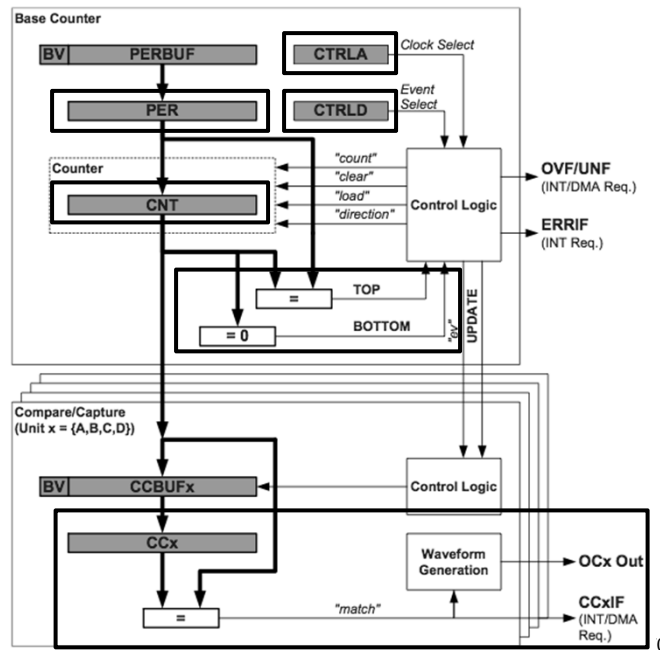 Base Counter
BV PERBUF
CTRLA
Clock Select
PER
CTRLD
Event
Select
Counter
"count"
"clear"
CNT
"load"
"direction"
Control Logic
OVF/UNF
(INT/DMA Req.)
ERRIF
(INT Req.)
=
TOP
= 0
BOTTOM
"ev"
UPDATE
Compare/Capture
(Unit x = {A,B,C,D})
BV CCBUFx
Control Logic
CCx
Waveform
Generation
OCx Out
=
"match"
CCxIF
(INT/DMA
Req.)